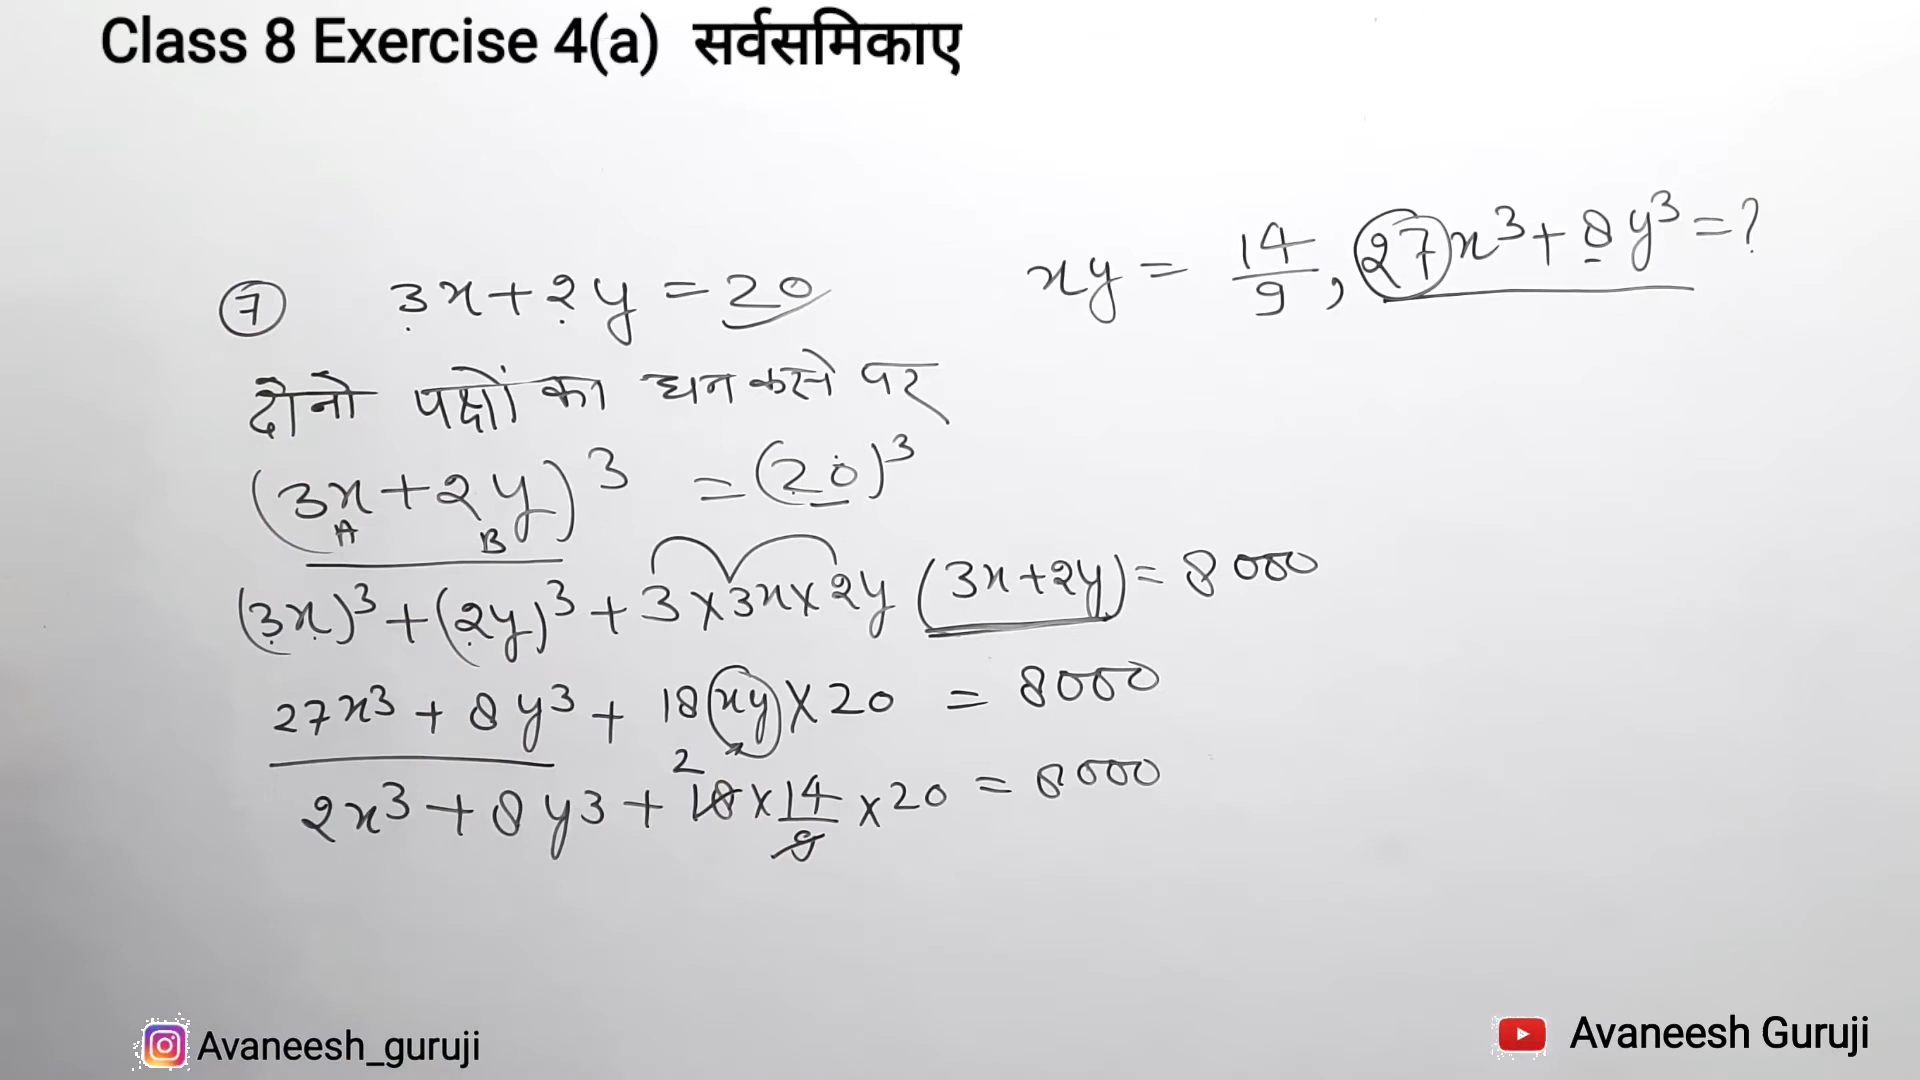 Class 8 Exercise 4(a) सर्वसमिकाए
⑦ 3x+2y=20 xy = 14/9, 27x³+8y³=?
दोनो पक्षों का घन करने पर
(3x+2y)³ = (20)³
A B
(3x)³+(2y)³+3×3x×2y (3x+2y)=8000
27x³+8y³+18xy×20 = 8000
2
2x³+8y3+18×14/9×20=8000
Avaneesh_guruji
Avaneesh Guruji